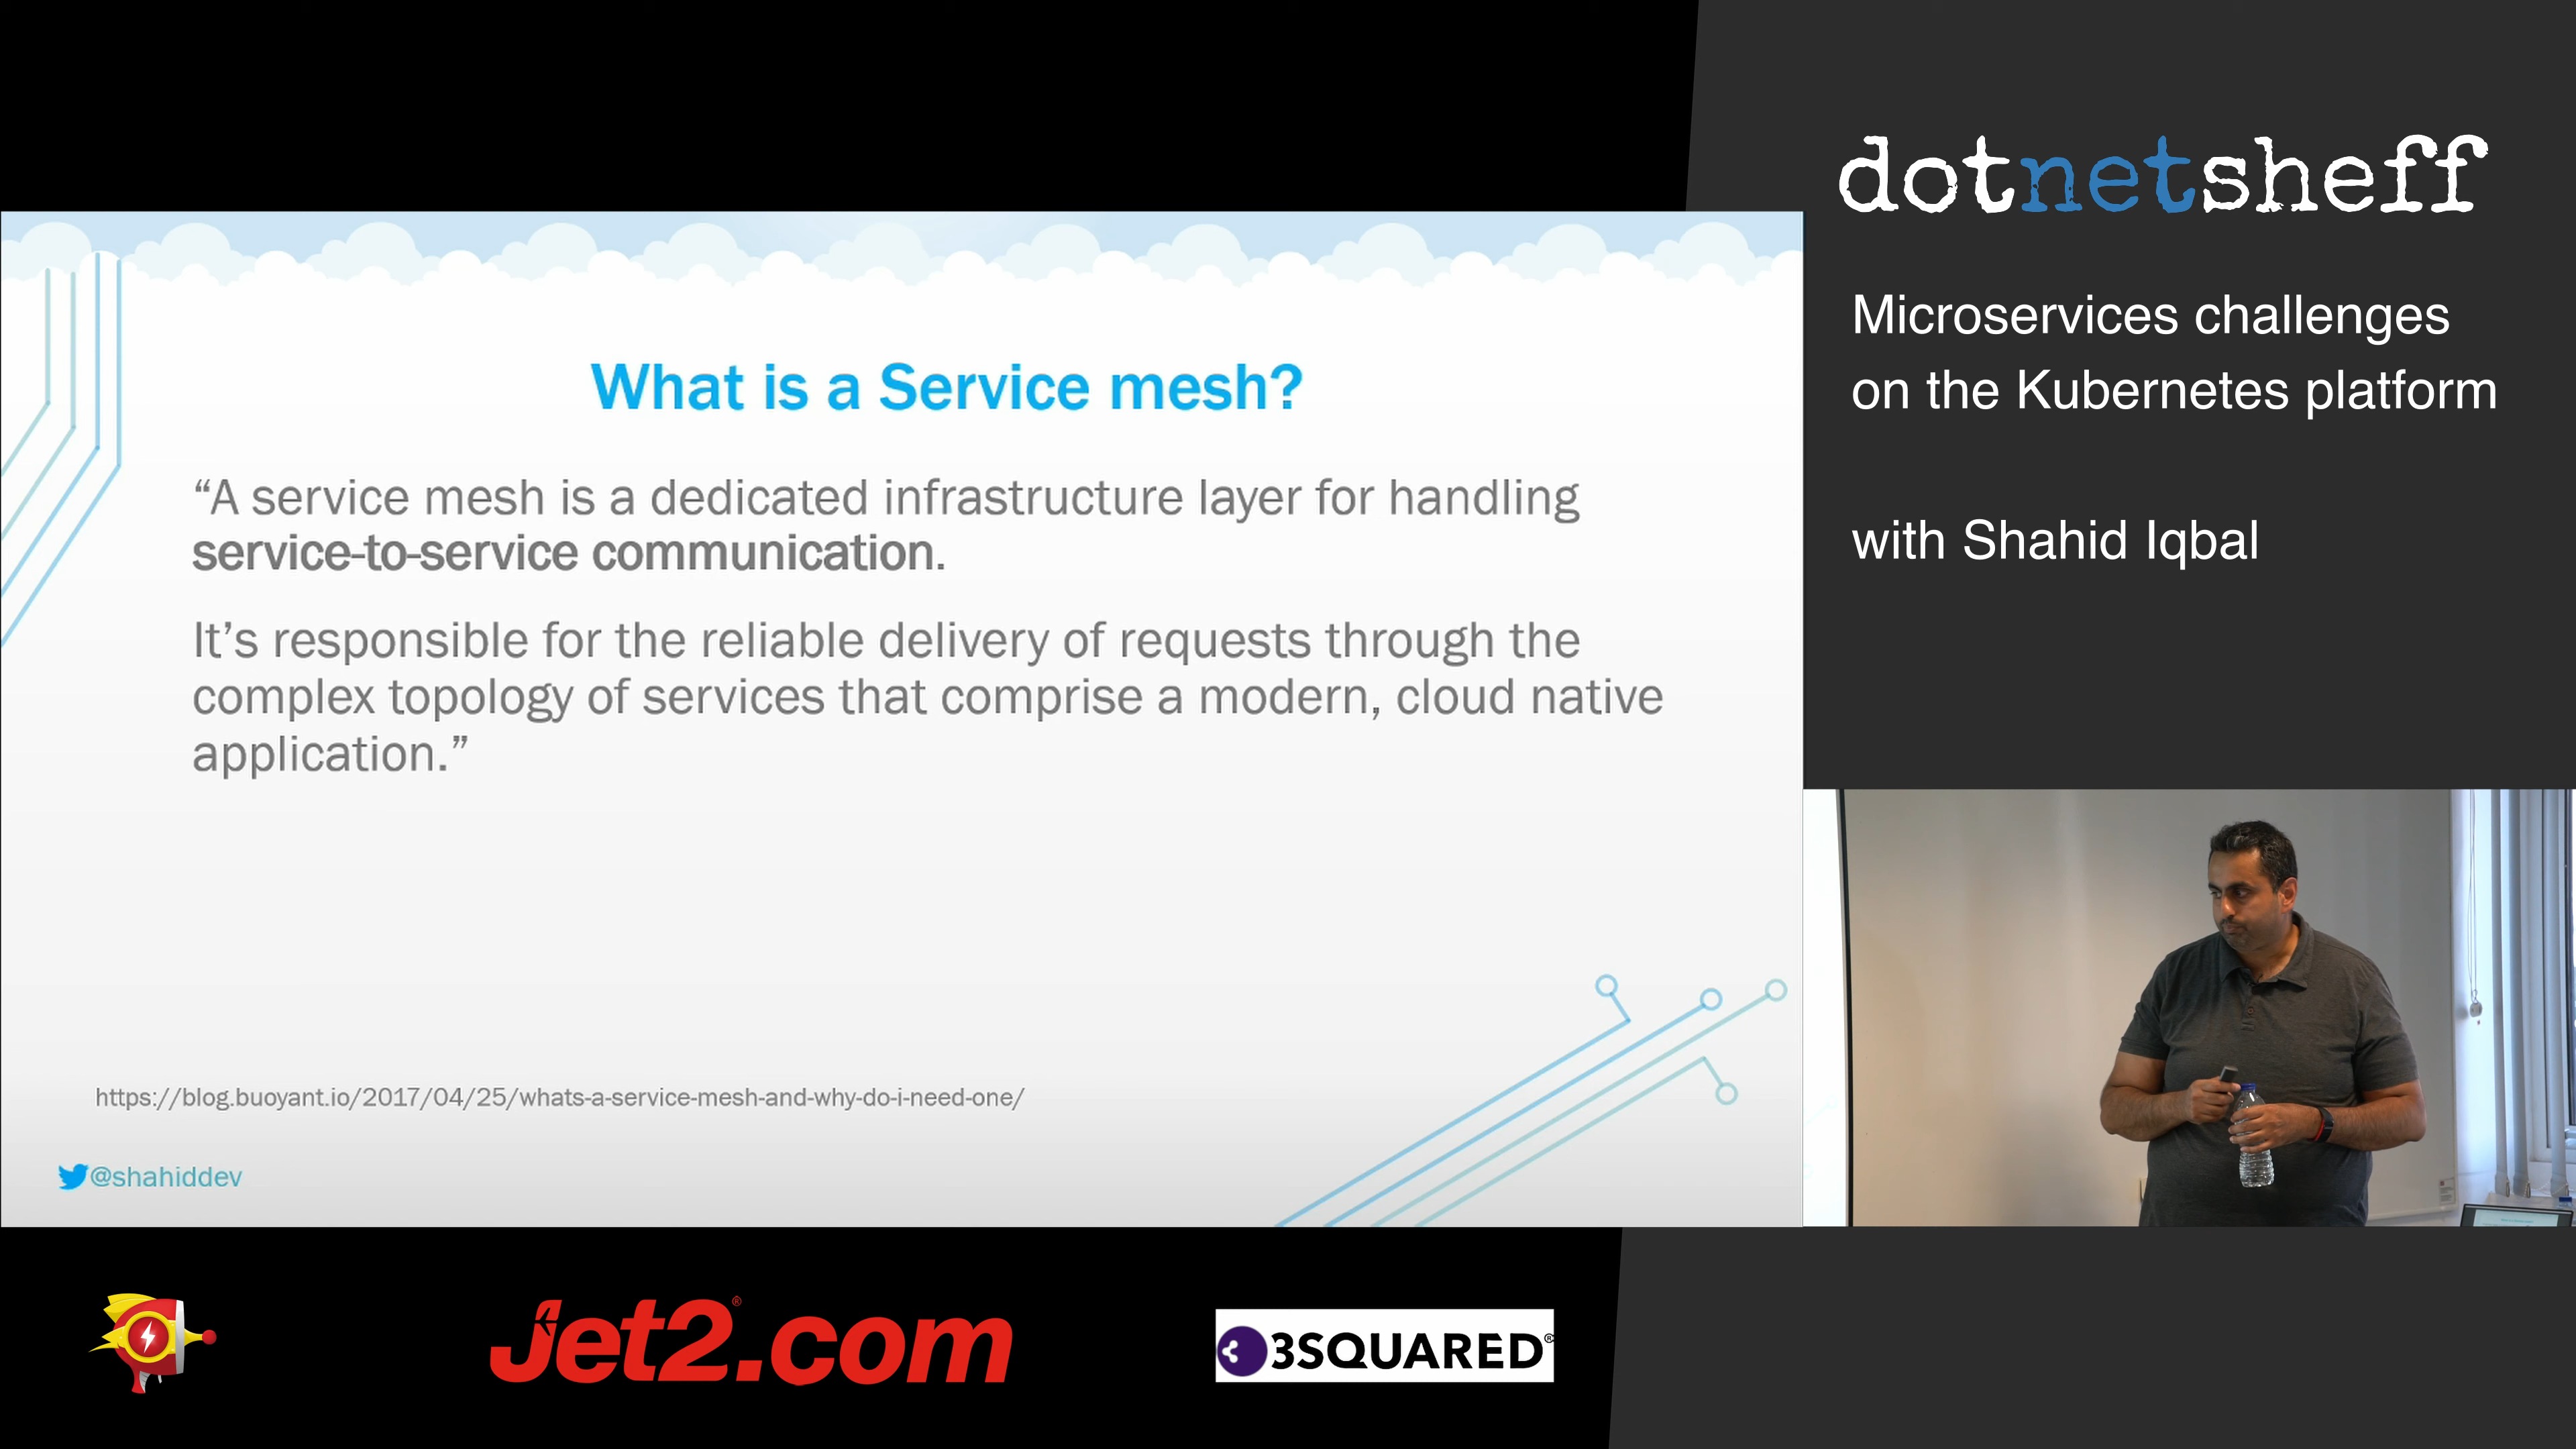 dotnetsheff
Microservices challenges
on the Kubernetes platform
with Shahid Iqbal
What is a Service mesh?
“A service mesh is a dedicated infrastructure layer for handling
service-to-service communication.
It’s responsible for the reliable delivery of requests through the
complex topology of services that comprise a modern, cloud native
application.”
https://blog.buoyant.io/2017/04/25/whats-a-service-mesh-and-why-do-i-need-one/
@shahiddev
Jet2.com®
3SQUARED®